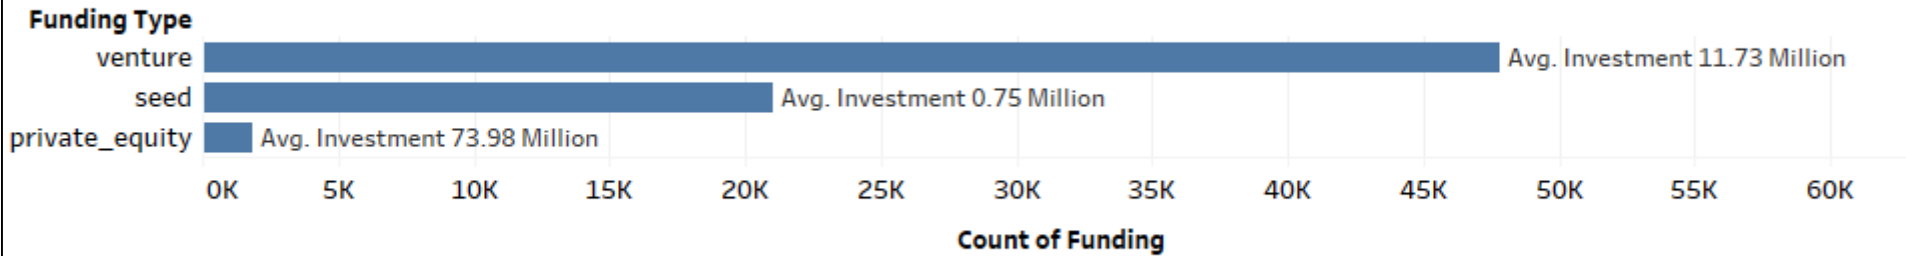 Funding Type
venture Avg. Investment 11.73 Million
seed Avg. Investment 0.75 Million
private_equity Avg. Investment 73.98 Million
0K 5K 10K 15K 20K 25K 30K 35K 40K 45K 50K 55K 60K
Count of Funding